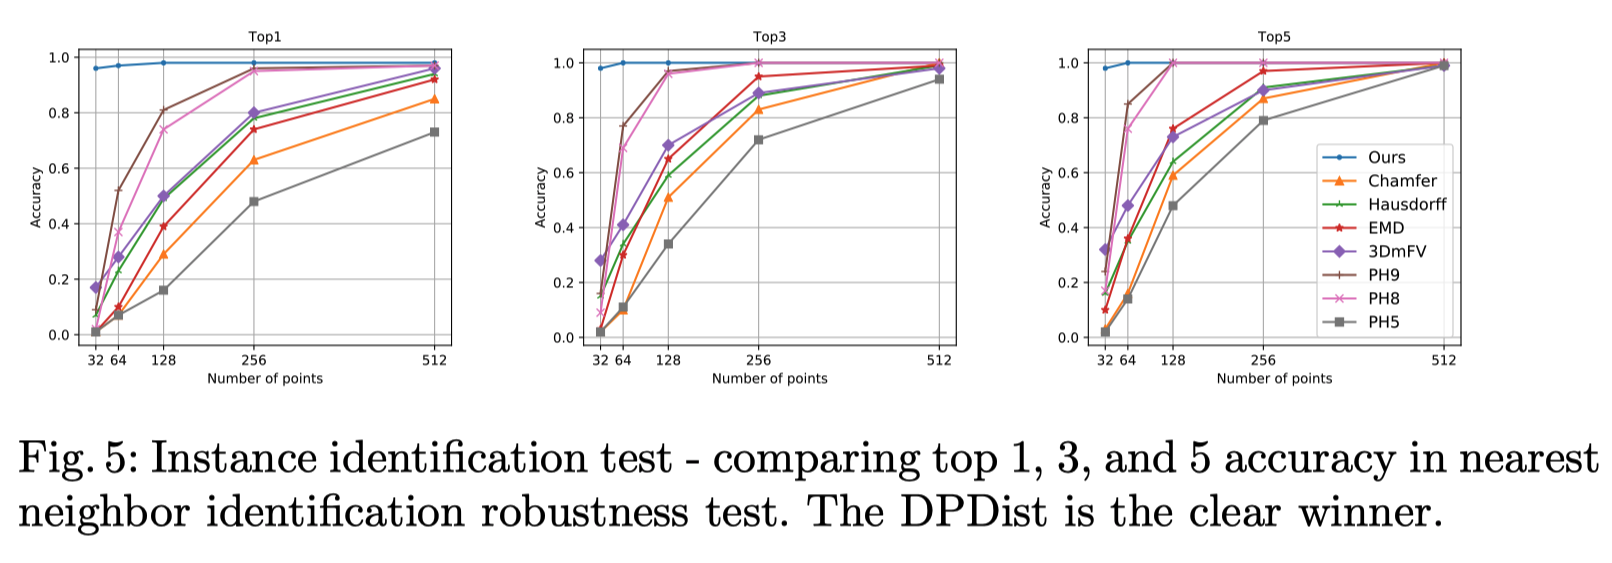 Top1
1.0
0.8
0.6
0.4
0.2
0.0
Accuracy
32 64 128 256 512
Number of points
Top3
1.0
0.8
0.6
0.4
0.2
0.0
Accuracy
32 64 128 256 512
Number of points
Top5
1.0
0.8
0.6
0.4
0.2
0.0
Accuracy
32 64 128 256 512
Number of points
Ours
Chamfer
Hausdorff
EMD
3DmFV
PH9
PH8
PH5
Fig. 5: Instance identification test - comparing top 1, 3, and 5 accuracy in nearest
neighbor identification robustness test. The DPDist is the clear winner.